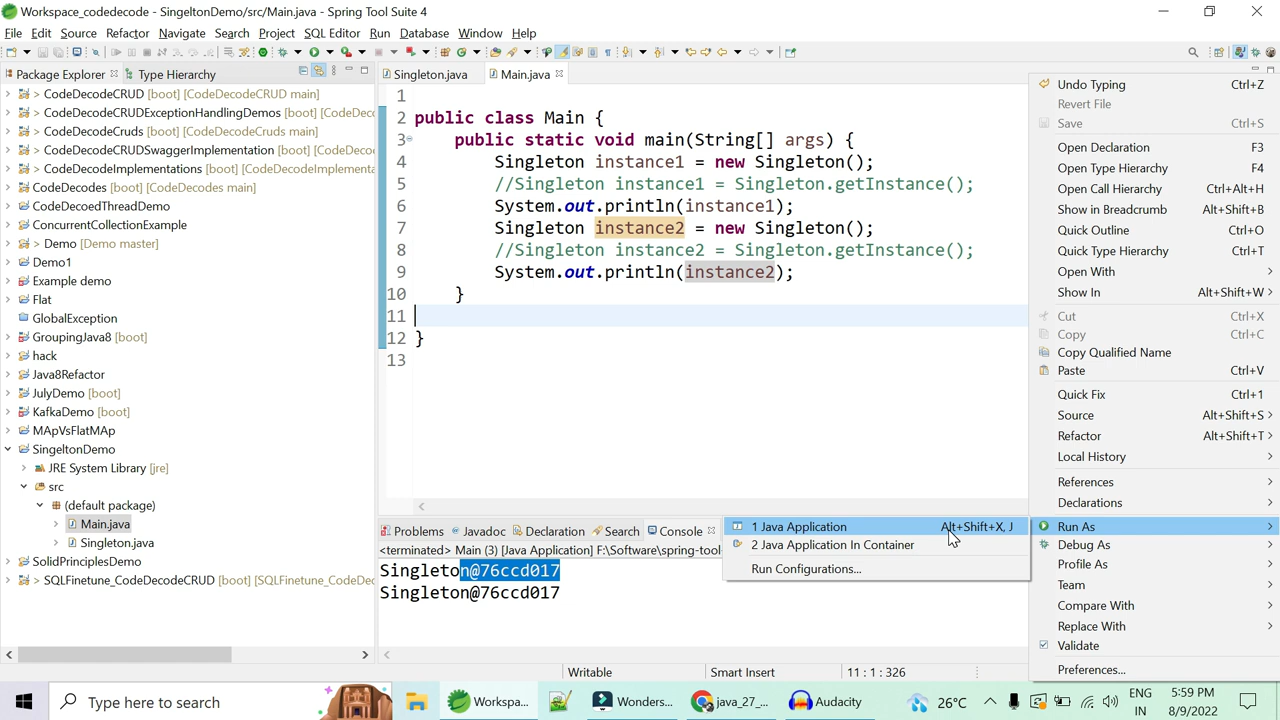 Workspace_codedecode - SingeltonDemo/src/Main.java - Spring Tool Suite 4
File Edit Source Refactor Navigate Search Project SQL Editor Run Database Window Help
Package Explorer
Type Hierarchy
> CodeDecodeCRUD [boot] [CodeDecodeCRUD main]
> CodeDecodeCRUDExceptionHandlingDemos [boot] [CodeDec
> CodeDecodeCruds [boot] [CodeDecodeCruds main]
> CodeDecodeCRUDSwaggerImplementation [boot] [CodeDeco
> CodeDecodeImplementations [boot] [CodeDecodeImplementa
CodeDecodes [boot] [CodeDecodes main]
CodeDecoedThreadDemo
ConcurrentCollectionExample
> Demo [Demo master]
Demo1
Example demo
Flat
GlobalException
GroupingJava8 [boot]
hack
Java8Refactor
JulyDemo [boot]
KafkaDemo [boot]
MApVsFlatMAp
SingeltonDemo
JRE System Library [jre]
src
(default package)
Main.java
Singleton.java
SolidPrinciplesDemo
> SQLFinetune_CodeDecodeCRUD [boot] [SQLFinetune_CodeDec
Singleton.java
Main.java
1
2 public class Main {
3 public static void main(String[] args) {
4 Singleton instance1 = new Singleton();
5 //Singleton instance1 = Singleton.getInstance();
6 System.out.println(instance1);
7 Singleton instance2 = new Singleton();
8 //Singleton instance2 = Singleton.getInstance();
9 System.out.println(instance2);
10 }
11
12 }
13
Problems Javadoc Declaration Search Console
<terminated> Main (3) [Java Application] F:\Software\spring-tool-
Singleton@76ccd017
Singleton@76ccd017
1 Java Application Alt+Shift+X, J
2 Java Application In Container
Run Configurations...
Undo Typing Ctrl+Z
Revert File
Save Ctrl+S
Open Declaration F3
Open Type Hierarchy F4
Open Call Hierarchy Ctrl+Alt+H
Show in Breadcrumb Alt+Shift+B
Quick Outline Ctrl+O
Quick Type Hierarchy Ctrl+T
Open With
Show In Alt+Shift+W
Cut Ctrl+X
Copy Ctrl+C
Copy Qualified Name
Paste Ctrl+V
Quick Fix Ctrl+1
Source Alt+Shift+S
Refactor Alt+Shift+T
Local History
References
Declarations
Run As
Debug As
Profile As
Team
Compare With
Replace With
Validate
Preferences...
Writable Smart Insert 11 : 1 : 326
Type here to search
Workspa...
Wonders...
java_27_...
Audacity
26°C
ENG
IN
5:59 PM
8/9/2022